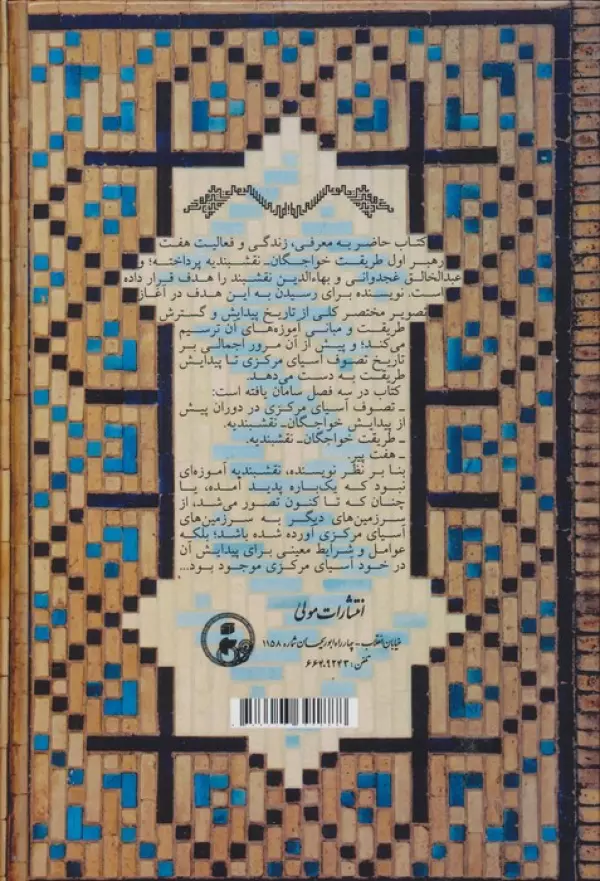 کتاب حاضر به معرفی، زندگی و فعالیت هفت
رهبر اول طریقت خواجگان‌ـ نقشبندیه پرداخته؛ و
عبدالخالق غجدوانی و بهاءالدین نقشبند را هدف قرار داده
است. نویسنده برای رسیدن به این هدف در آغاز
تصویر مختصر کلی از تاریخ پیدایش و گسترش
طریقت و مبانی آموزه‌های آن ترسیم
می‌کند؛ و پیش از آن مرور اجمالی بر
تاریخ تصوف آسیای مرکزی تا پیدایش
طریقت به دست می‌دهد.
کتاب در سه فصل سامان یافته است:
ـ تصوف آسیای مرکزی در دوران پیش
از پیدایش خواجگان‌ـ نقشبندیه.
ـ طریقت خواجگان‌ـ نقشبندیه.
ـ هفت پیر
بنا بر نظر نویسنده، نقشبندیه آموزه‌ای
نبود که یک‌باره پدید آمده، یا
چنان که تا کنون تصور می‌شد، از
سرزمین‌های دیگر به سرزمین‌های
آسیای مرکزی آورده شده باشد؛ بلکه
عوامل و شرایط معینی برای پیدایش آن
در خود آسیای مرکزی موجود بود...
انتشارات مولی
خیابان انقلاب - چهارراه ابوریحان شماره ۱۱۵۸
تلفن: ۶۶۴۰۹۲۴۳